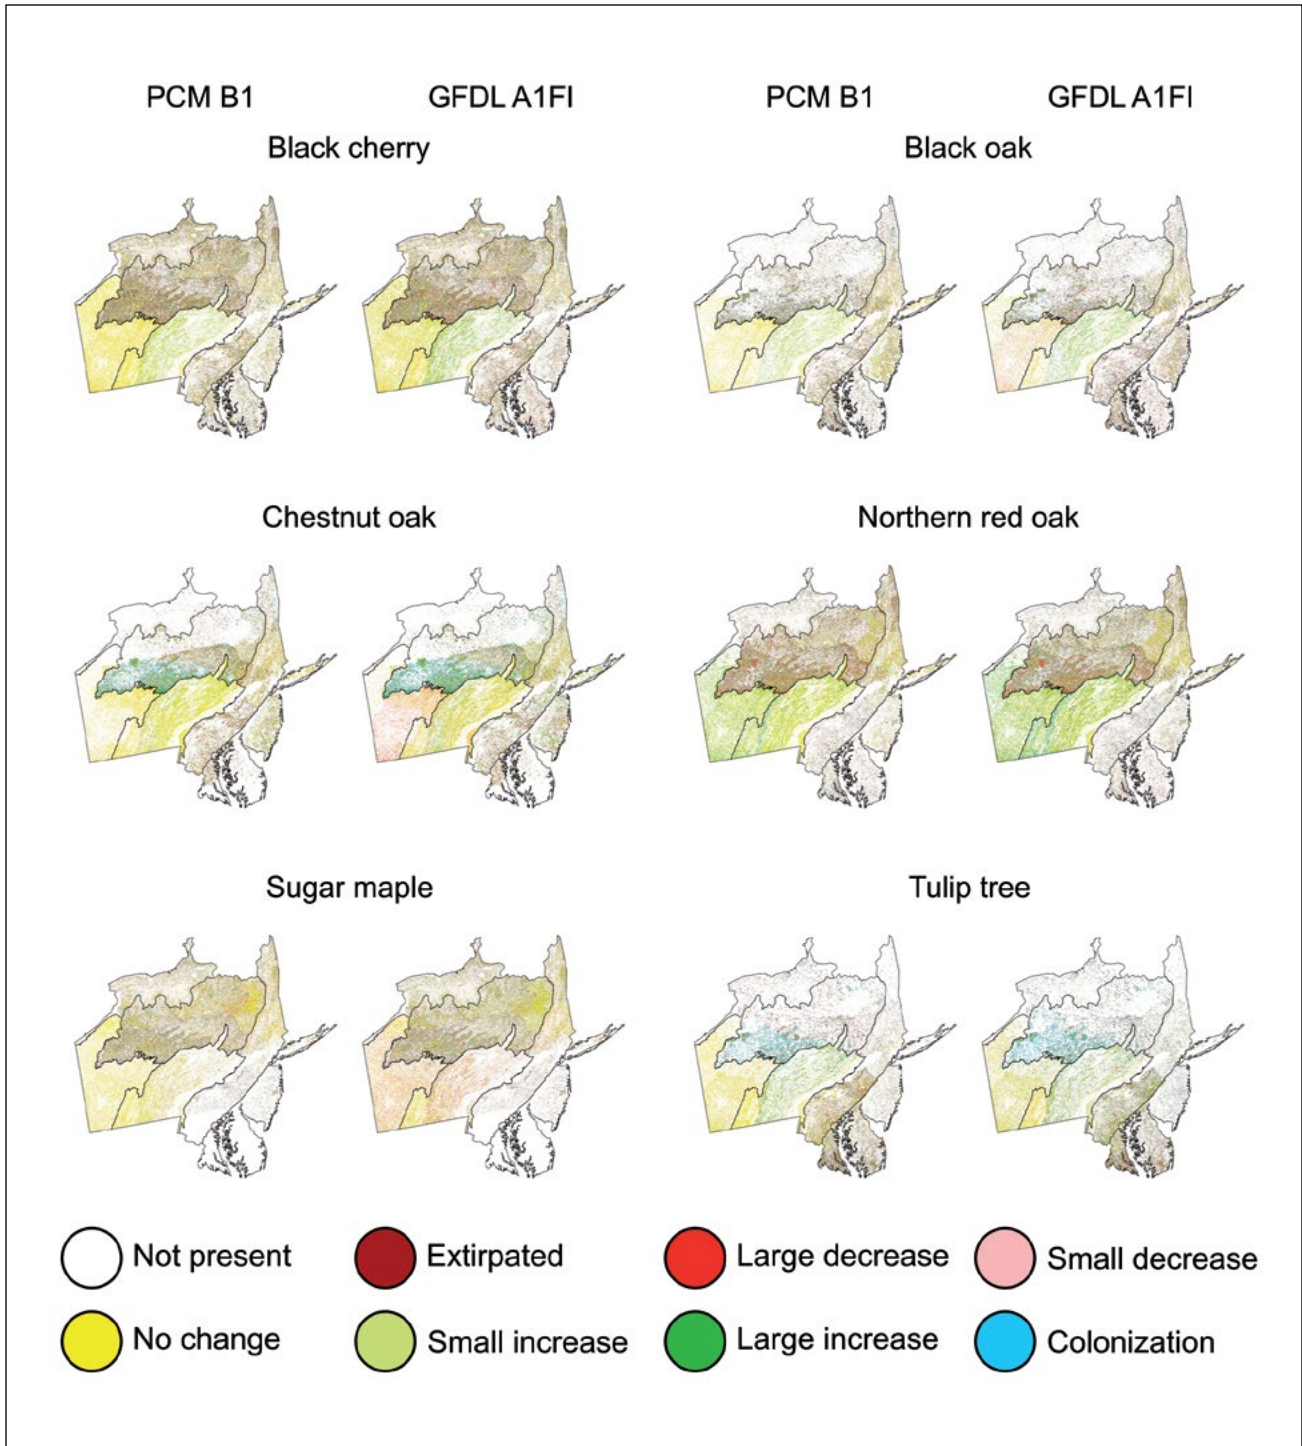 PCM B1 GFDL A1FI PCM B1 GFDL A1FI
Black cherry Black oak
Chestnut oak Northern red oak
Sugar maple Tulip tree
Not present Extirpated Large decrease Small decrease
No change Small increase Large increase Colonization